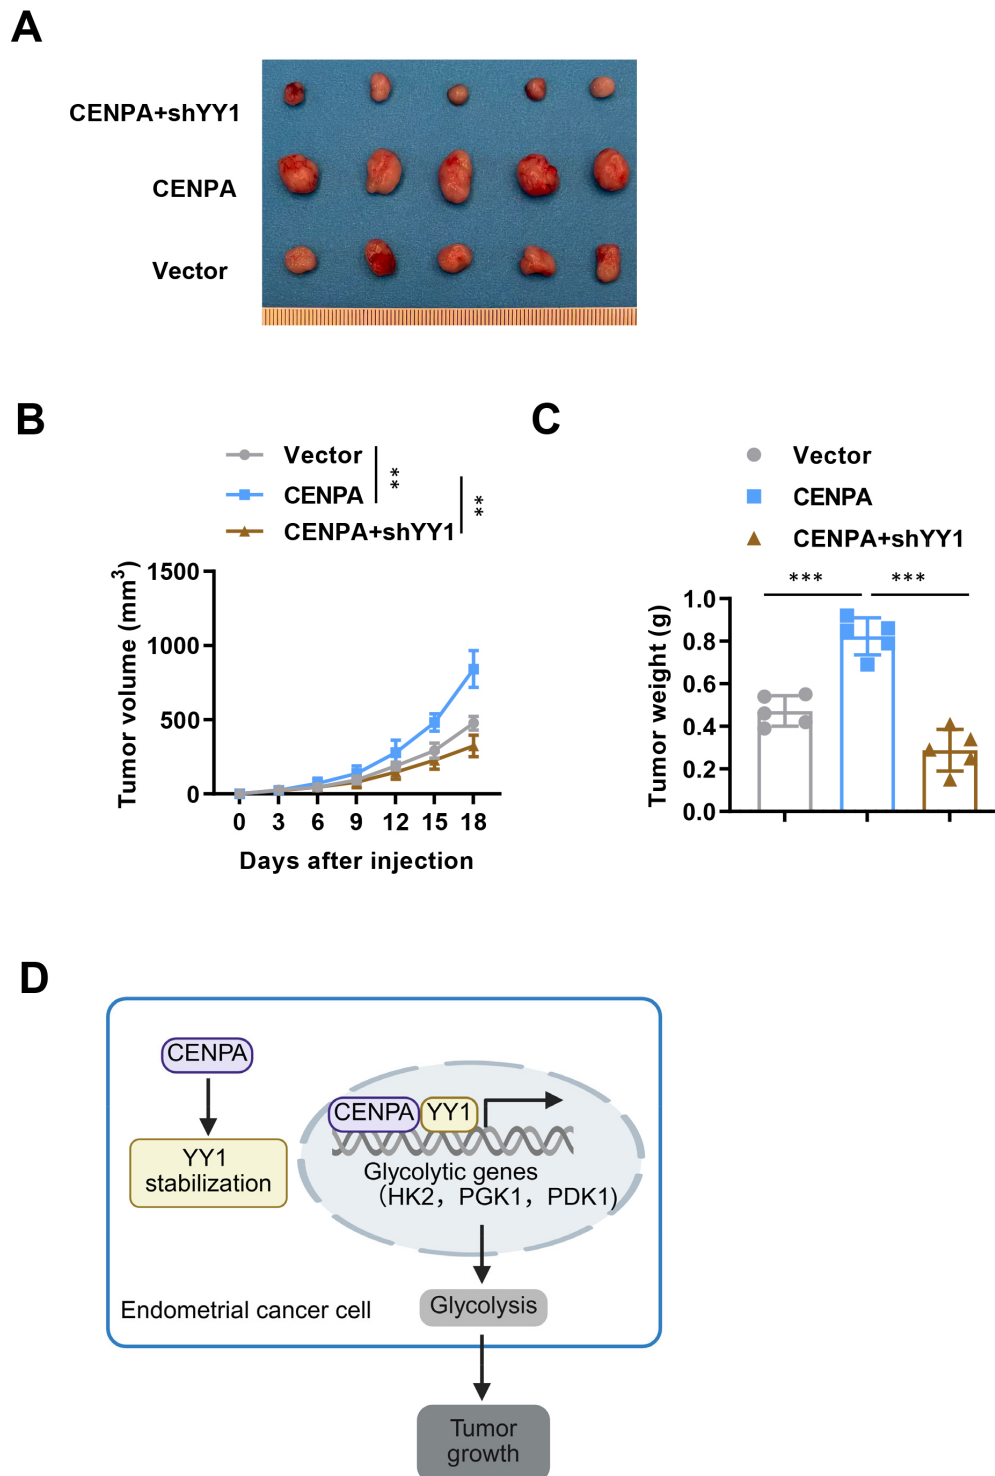 A
CENPA+shYY1
CENPA
Vector
B
Vector
CENPA
CENPA+shYY1
**
**
Tumor volume (mm³)
1500
1000
500
0
0 3 6 9 12 15 18
Days after injection
C
Vector
CENPA
CENPA+shYY1
*** ***
Tumor weight (g)
1.0
0.8
0.6
0.4
0.2
0.0
D
CENPA
YY1
stabilization
CENPA YY1
Glycolytic genes
(HK2, PGK1, PDK1)
Endometrial cancer cell
Glycolysis
Tumor
growth